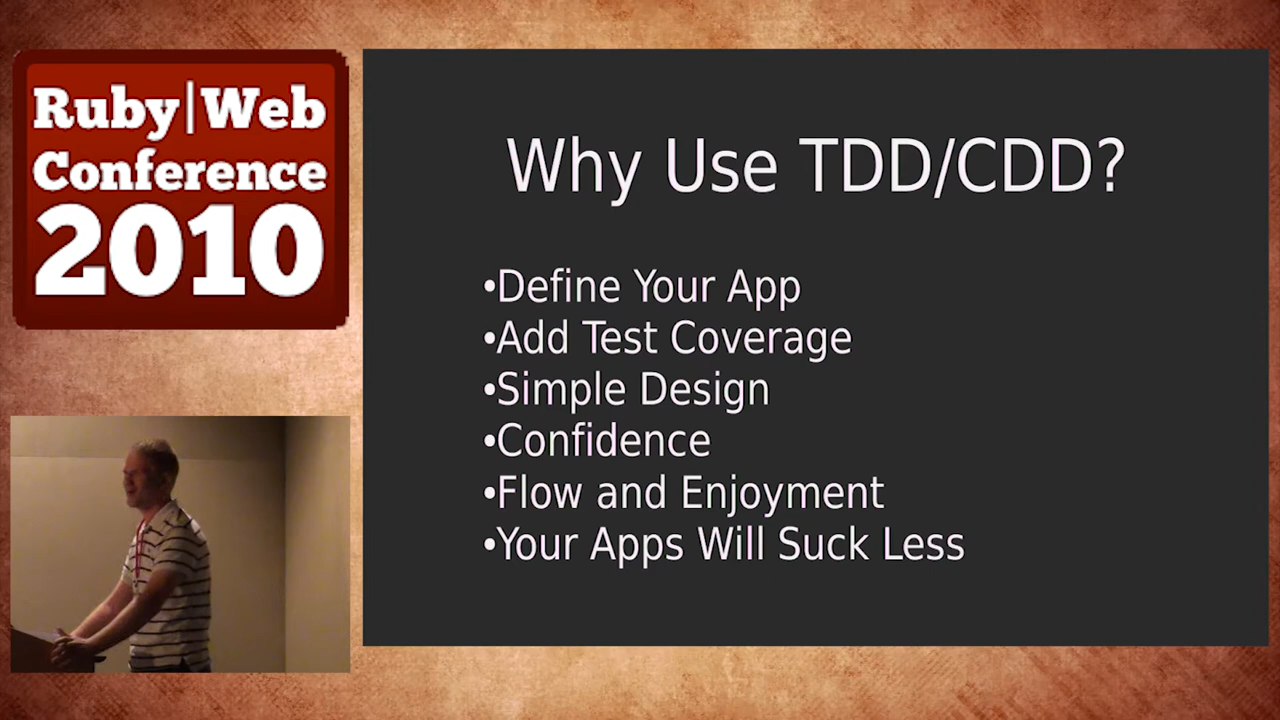 Ruby|Web
Conference
2010
Why Use TDD/CDD?
•Define Your App
•Add Test Coverage
•Simple Design
•Confidence
•Flow and Enjoyment
•Your Apps Will Suck Less